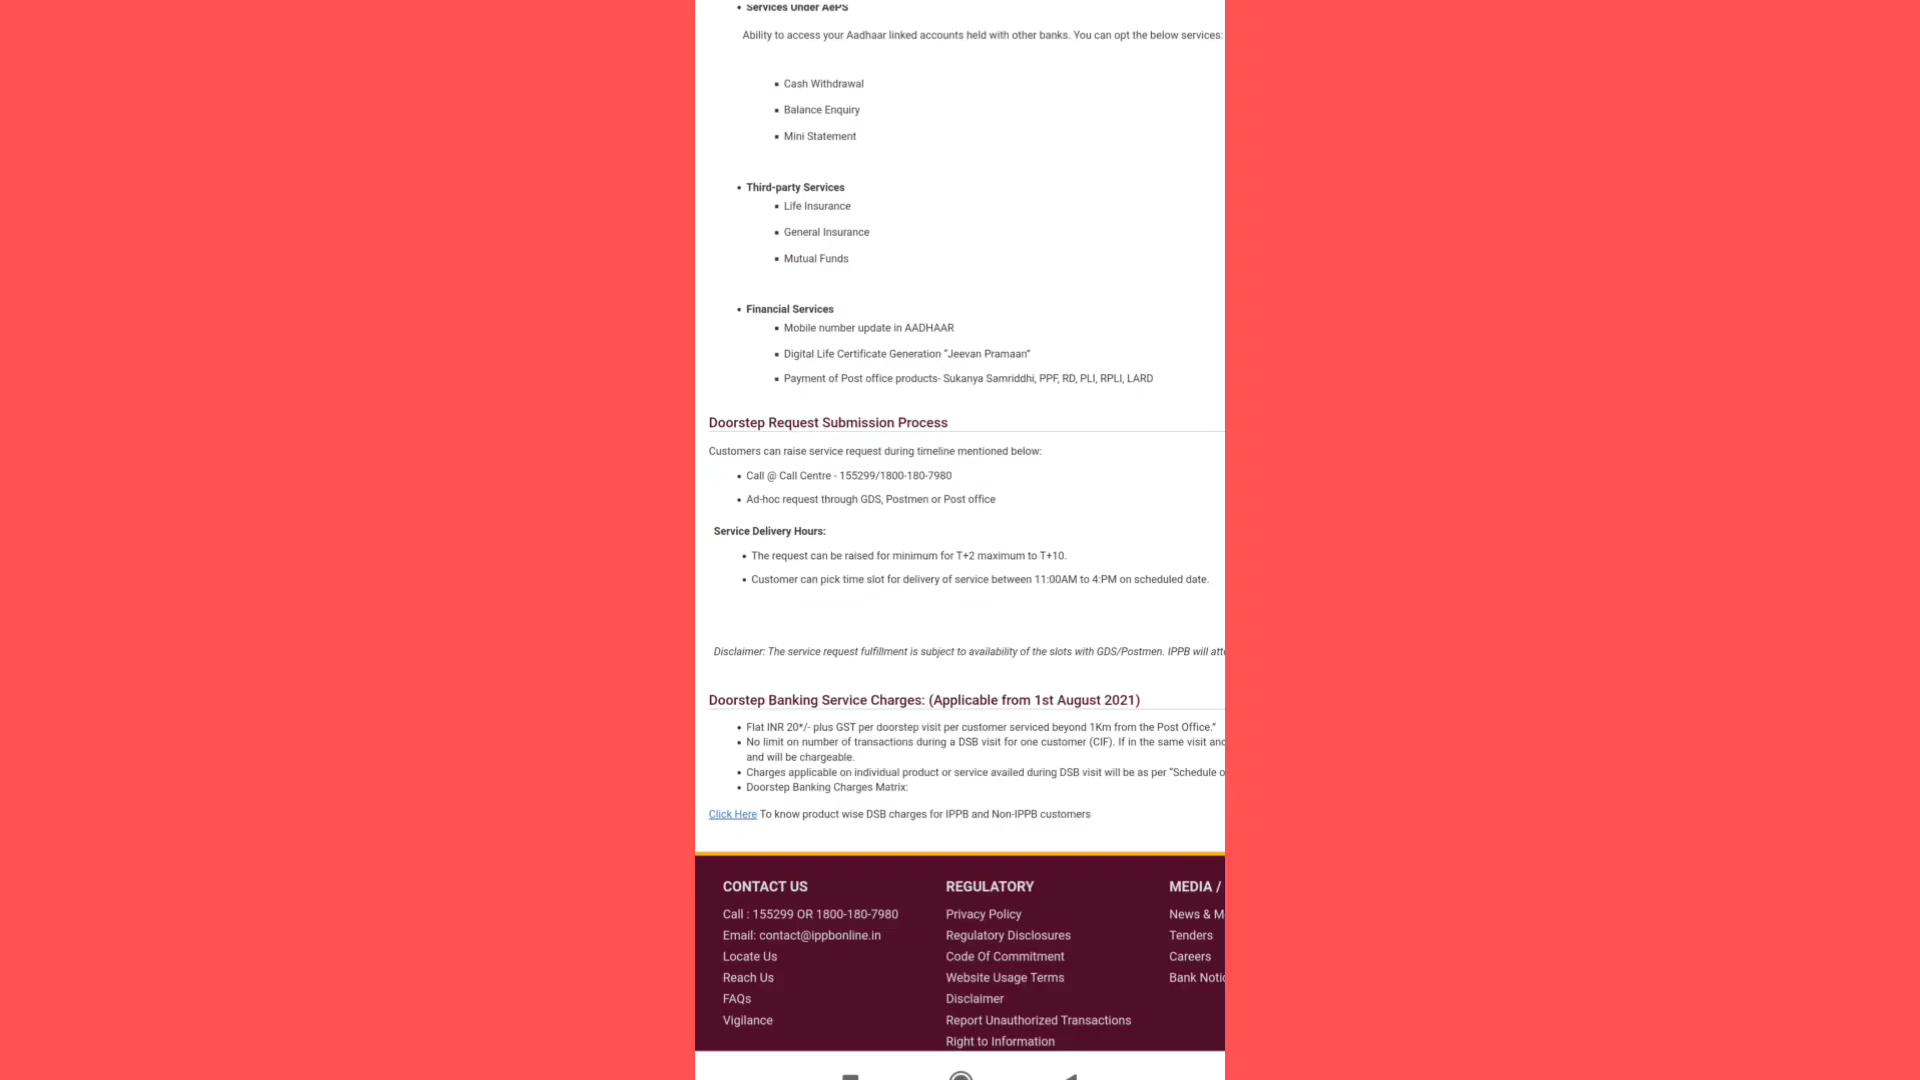 • Services Under AePS
Ability to access your Aadhaar linked accounts held with other banks. You can opt the below services:
▪ Cash Withdrawal
▪ Balance Enquiry
▪ Mini Statement
• Third-party Services
▪ Life Insurance
▪ General Insurance
▪ Mutual Funds
• Financial Services
▪ Mobile number update in AADHAAR
▪ Digital Life Certificate Generation “Jeevan Pramaan”
▪ Payment of Post office products- Sukanya Samriddhi, PPF, RD, PLI, RPLI, LARD
Doorstep Request Submission Process
Customers can raise service request during timeline mentioned below:
• Call @ Call Centre - 155299/1800-180-7980
• Ad-hoc request through GDS, Postmen or Post office
Service Delivery Hours:
• The request can be raised for minimum for T+2 maximum to T+10.
• Customer can pick time slot for delivery of service between 11:00AM to 4:PM on scheduled date.
Disclaimer: The service request fulfillment is subject to availability of the slots with GDS/Postmen. IPPB will
Doorstep Banking Service Charges: (Applicable from 1st August 2021)
• Flat INR 20*/- plus GST per doorstep visit per customer serviced beyond 1Km from the Post Office.”
• No limit on number of transactions during a DSB visit for one customer (CIF). If in the same visit
and will be chargeable.
• Charges applicable on individual product or service availed during DSB visit will be as per “Schedule
• Doorstep Banking Charges Matrix:
Click Here To know product wise DSB charges for IPPB and Non-IPPB customers
CONTACT US
Call : 155299 OR 1800-180-7980
Email: contact@ippbonline.in
Locate Us
Reach Us
FAQs
Vigilance
REGULATORY
Privacy Policy
Regulatory Disclosures
Code Of Commitment
Website Usage Terms
Disclaimer
Report Unauthorized Transactions
Right to Information
MEDIA /
News & M
Tenders
Careers
Bank